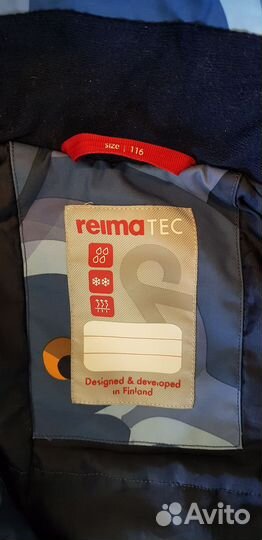 size | 116
reimaTEC
Designed & developed
in Finland
Avito